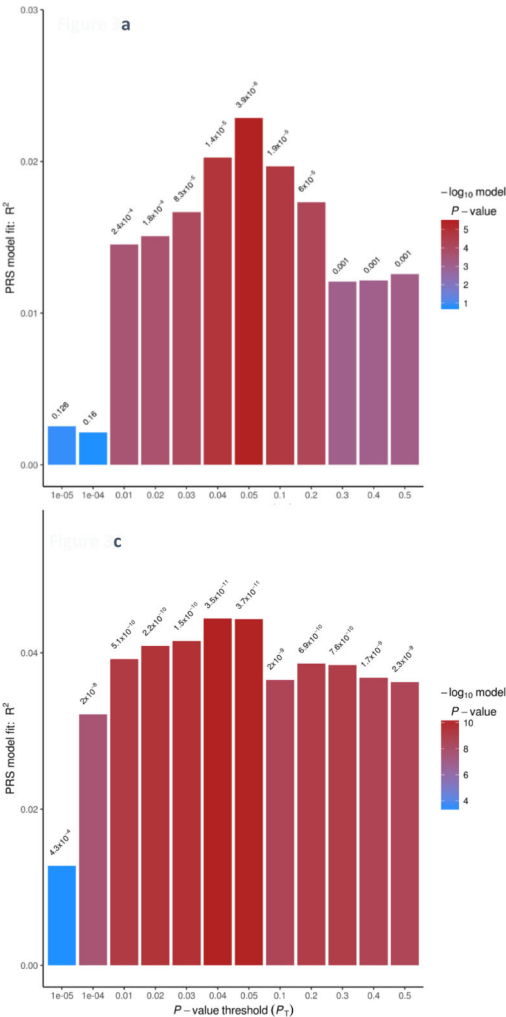 Figure 3a
0.03
0.02
0.01
0.00
PRS model fit: R²
0.126
0.16
2.4x10⁻⁴
1.8x10⁻⁴
8.3x10⁻⁵
1.4x10⁻⁵
3.9x10⁻⁶
1.9x10⁻⁵
6x10⁻⁵
0.001
0.001
0.001
1e-05 1e-04 0.01 0.02 0.03 0.04 0.05 0.1 0.2 0.3 0.4 0.5
−log₁₀ model
P − value
5
4
3
2
1
Figure 3c
0.04
0.02
0.00
PRS model fit: R²
4.3x10⁻⁴
2x10⁻⁸
5.1x10⁻¹⁰
2.2x10⁻¹⁰
1.5x10⁻¹⁰
3.5x10⁻¹¹
3.7x10⁻¹¹
2x10⁻⁹
6.9x10⁻¹⁰
7.6x10⁻¹⁰
1.7x10⁻⁹
2.3x10⁻⁹
1e-05 1e-04 0.01 0.02 0.03 0.04 0.05 0.1 0.2 0.3 0.4 0.5
P − value threshold (P_T)
−log₁₀ model
P − value
10
8
6
4